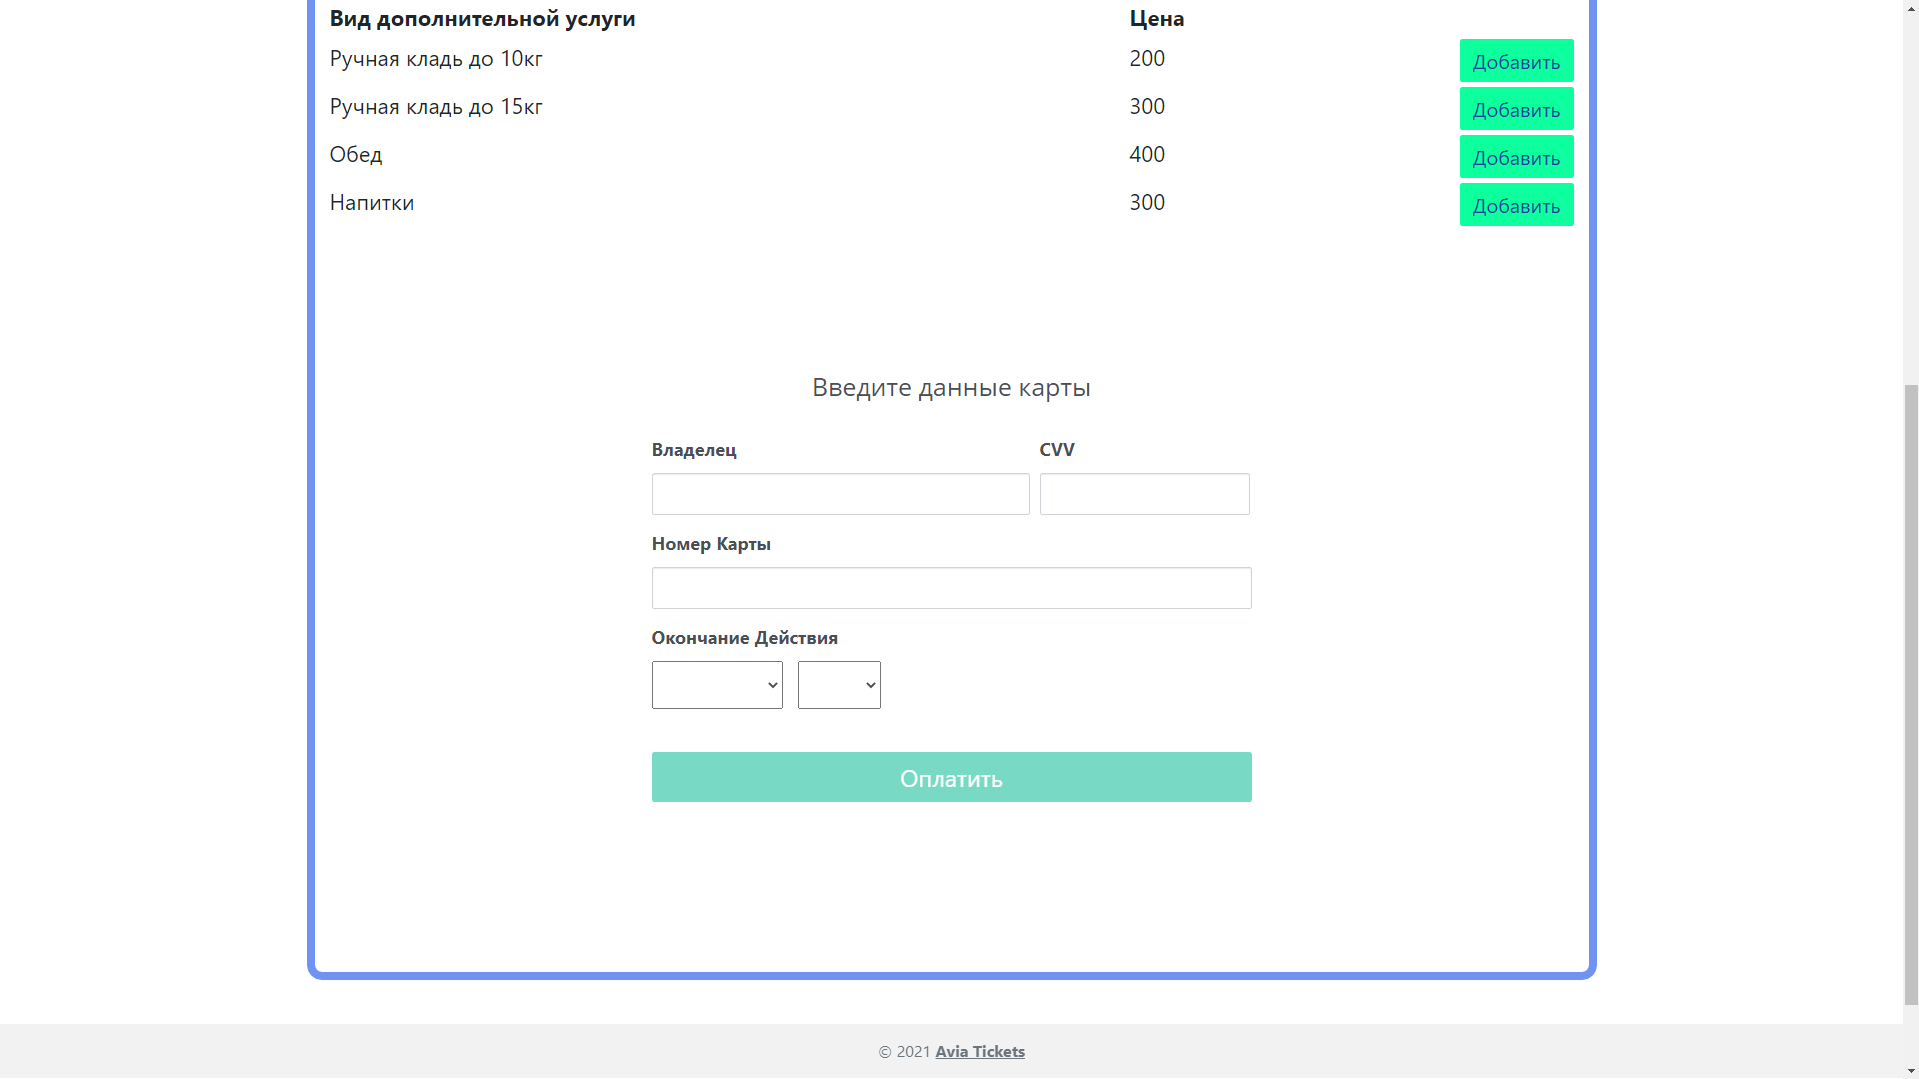 Вид дополнительной услуги Цена
Ручная кладь до 10кг 200 Добавить
Ручная кладь до 15кг 300 Добавить
Обед 400 Добавить
Напитки 300 Добавить
Введите данные карты
Владелец CVV
Номер Карты
Окончание Действия
Оплатить
© 2021 Avia Tickets